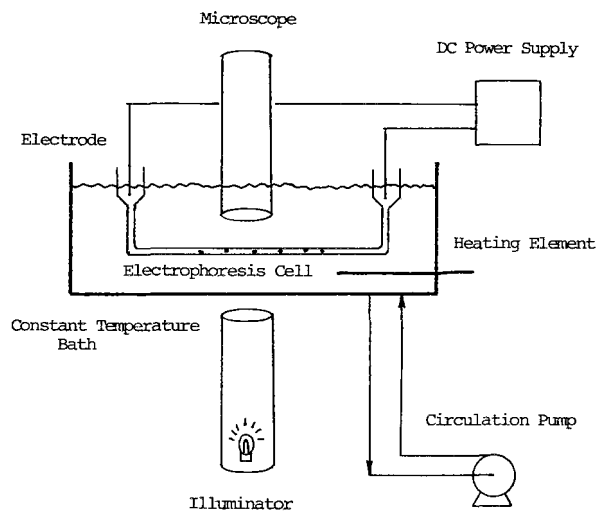 Microscope
DC Power Supply
Electrode
Heating Element
Electrophoresis Cell
Constant Temperature
Bath
Circulation Pump
Illuminator